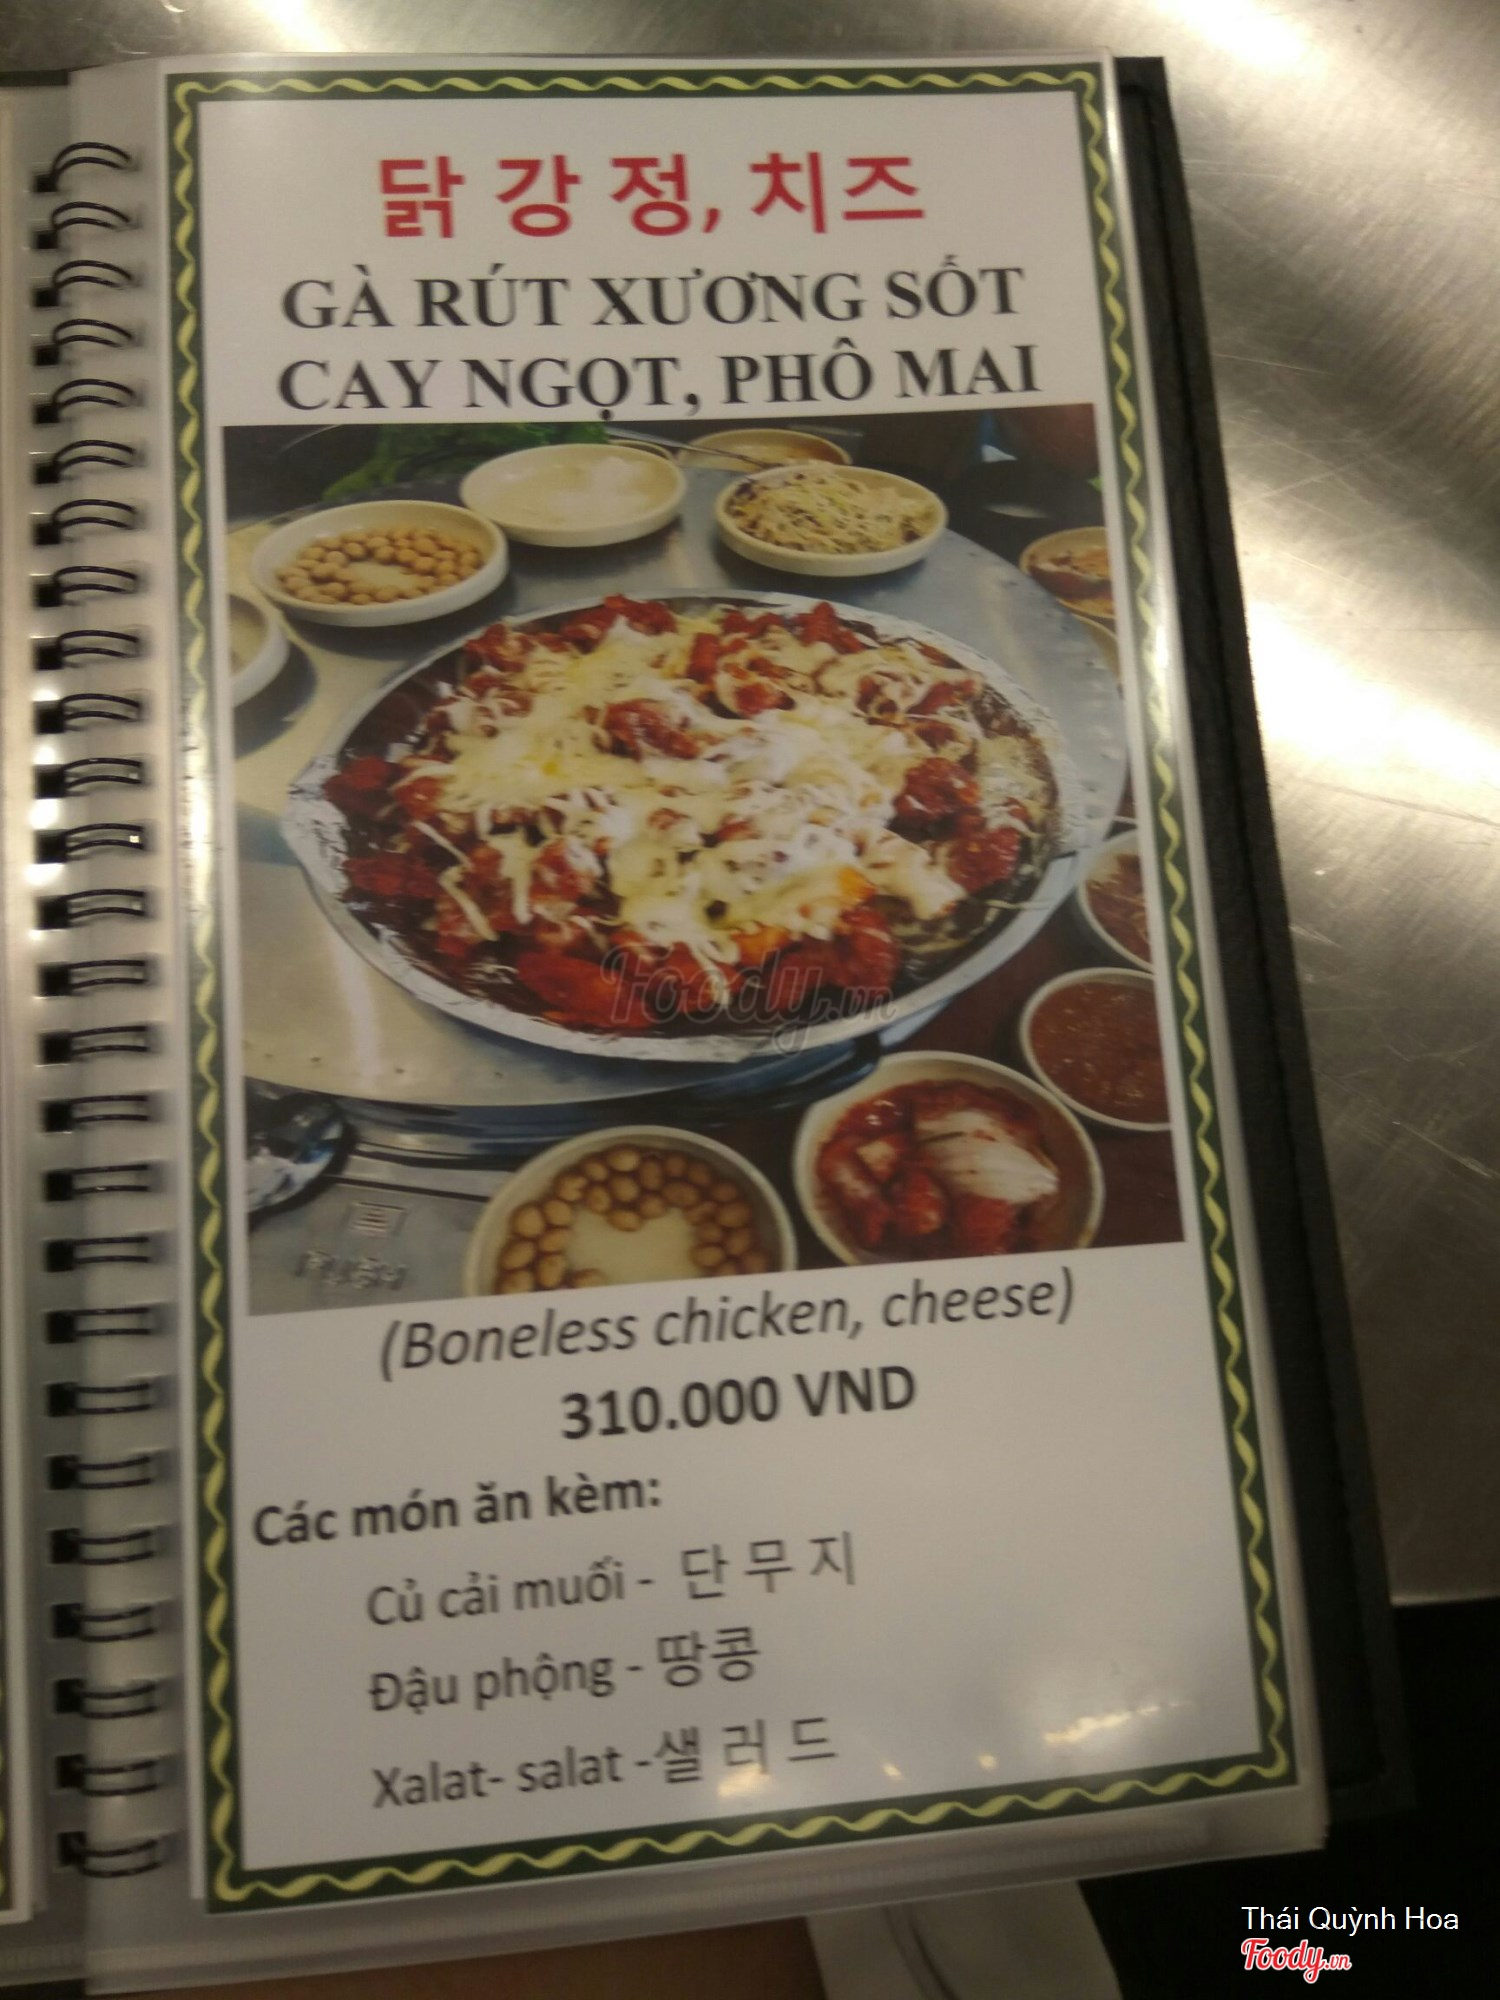 닭 강 정, 치즈
GÀ RÚT XƯƠNG SỐT
CAY NGỌT, PHÔ MAI
Foody.vn
(Boneless chicken, cheese)
310.000 VND
Các món ăn kèm:
Củ cải muối - 단 무 지
Đậu phộng - 땅콩
Xalat- salat -샐 러 드
Thái Quỳnh Hoa
Foody.vn